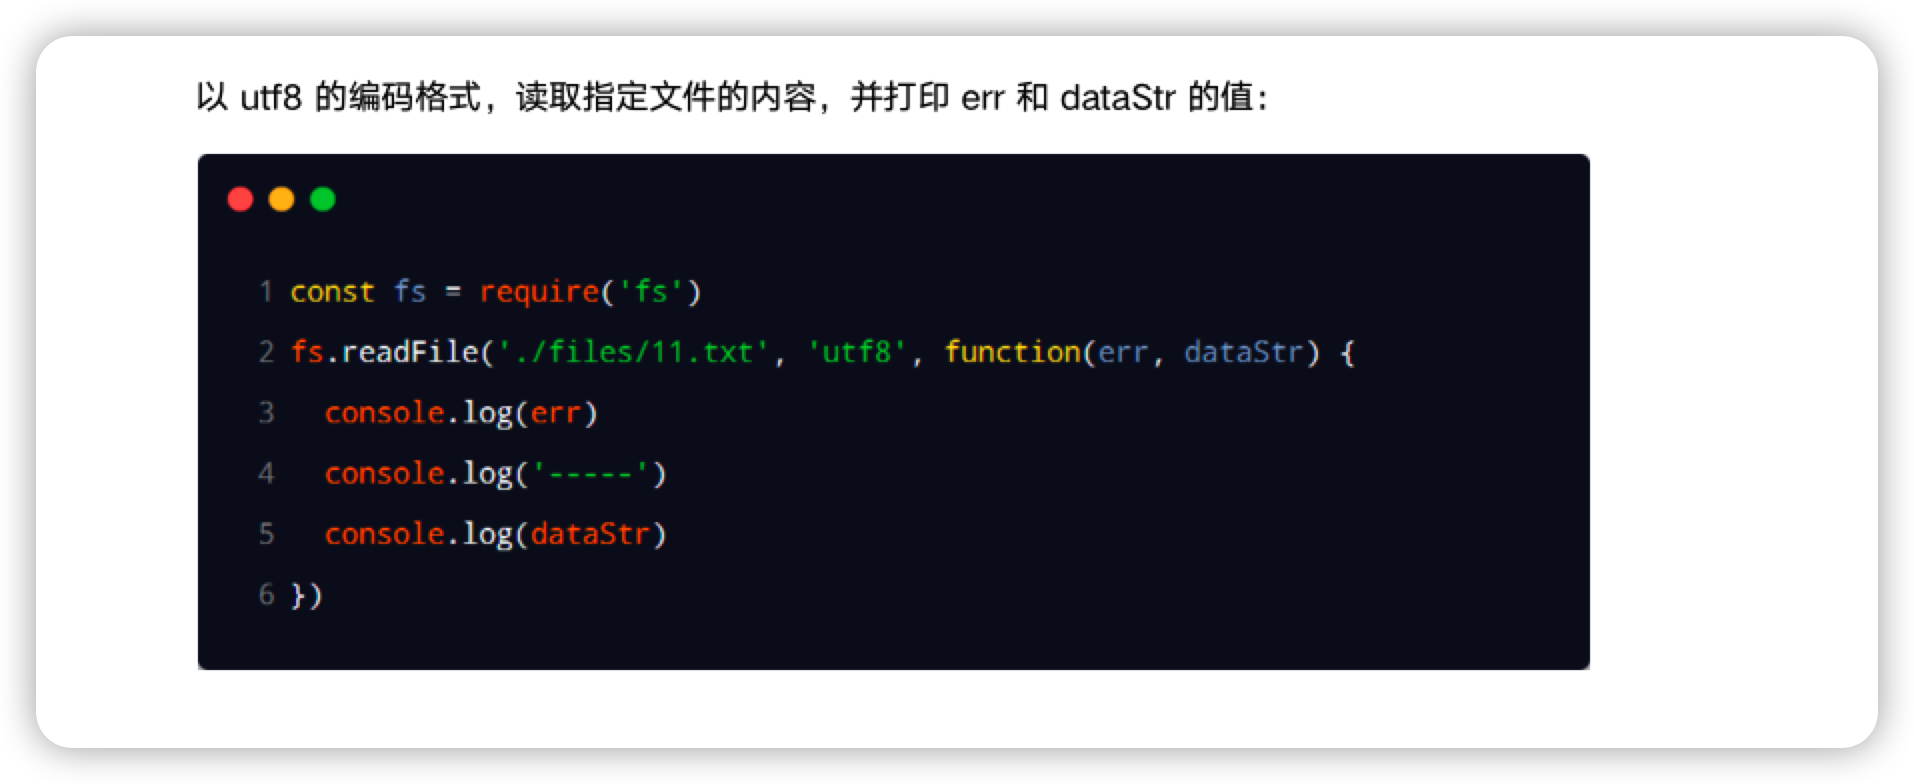 以 utf8 的编码格式，读取指定文件的内容，并打印 err 和 dataStr 的值：
1 const fs = require('fs')
2 fs.readFile('./files/11.txt', 'utf8', function(err, dataStr) {
3   console.log(err)
4   console.log('-----')
5   console.log(dataStr)
6 })